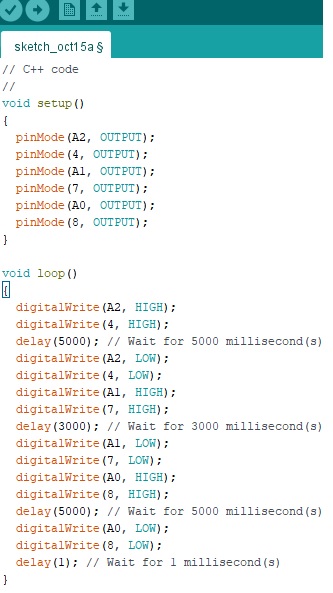 sketch_oct15a §
// C++ code
//
void setup()
{
  pinMode(A2, OUTPUT);
  pinMode(4, OUTPUT);
  pinMode(A1, OUTPUT);
  pinMode(7, OUTPUT);
  pinMode(A0, OUTPUT);
  pinMode(8, OUTPUT);
}

void loop()
{
  digitalWrite(A2, HIGH);
  digitalWrite(4, HIGH);
  delay(5000); // Wait for 5000 millisecond(s)
  digitalWrite(A2, LOW);
  digitalWrite(4, LOW);
  digitalWrite(A1, HIGH);
  digitalWrite(7, HIGH);
  delay(3000); // Wait for 3000 millisecond(s)
  digitalWrite(A1, LOW);
  digitalWrite(7, LOW);
  digitalWrite(A0, HIGH);
  digitalWrite(8, HIGH);
  delay(5000); // Wait for 5000 millisecond(s)
  digitalWrite(A0, LOW);
  digitalWrite(8, LOW);
  delay(1); // Wait for 1 millisecond(s)
}